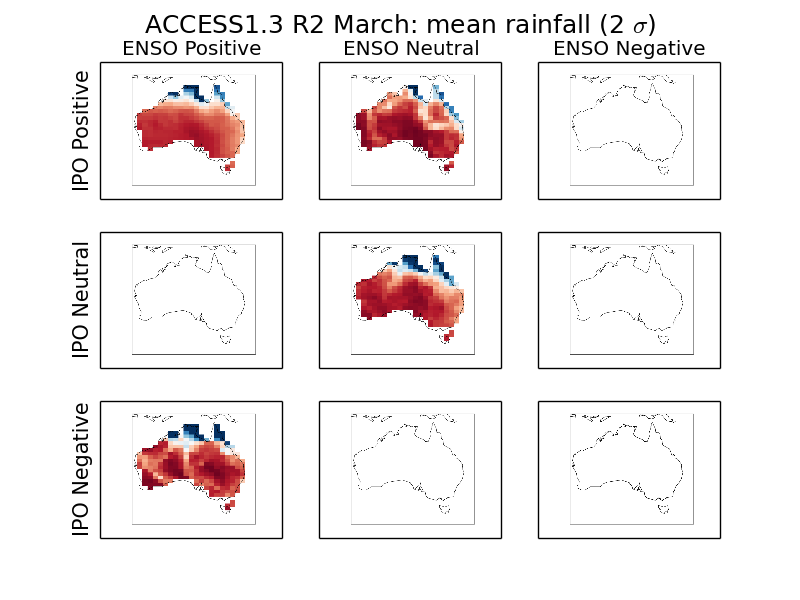 ACCESS1.3 R2 March: mean rainfall (2 σ)
ENSO Positive ENSO Neutral ENSO Negative
IPO Positive
IPO Neutral
IPO Negative